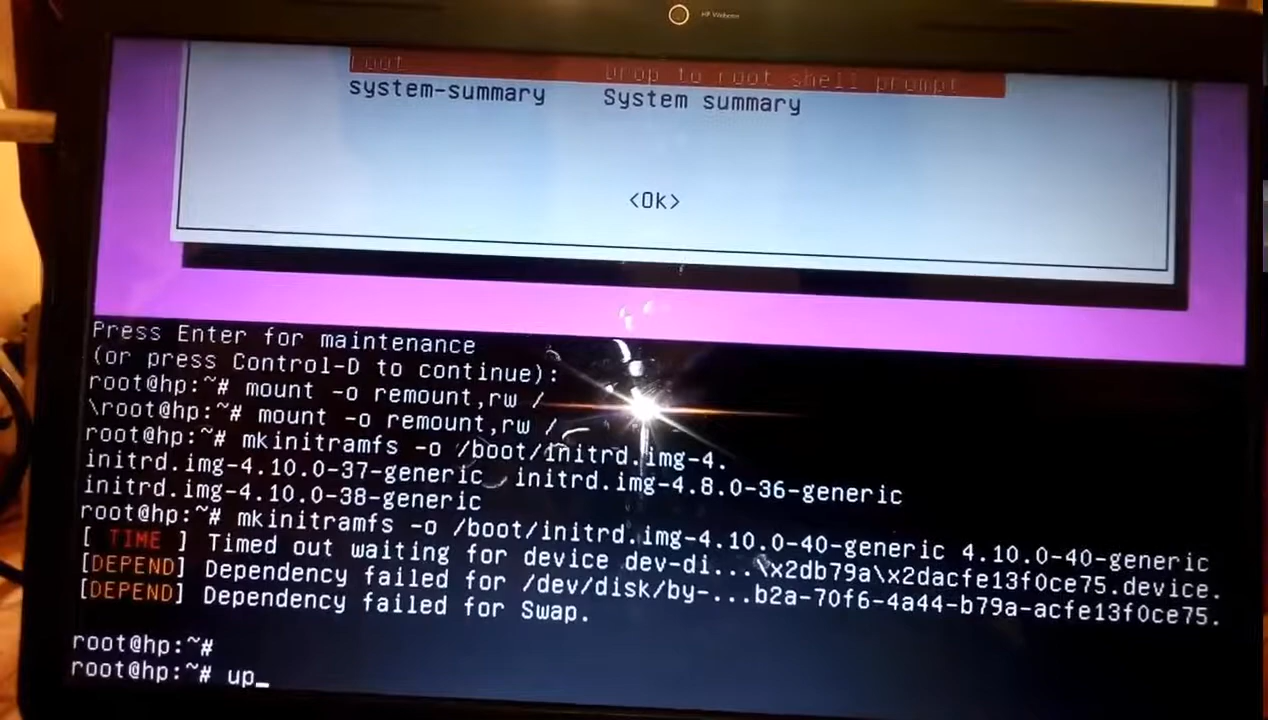 HP Webcam
root Drop to root shell prompt
system-summary System summary
<Ok>
Press Enter for maintenance
(or press Control-D to continue):
root@hp:~# mount -o remount,rw /
\root@hp:~# mount -o remount,rw /
root@hp:~# mkinitramfs -o /boot/initrd.img-4.
initrd.img-4.10.0-37-generic initrd.img-4.8.0-36-generic
initrd.img-4.10.0-38-generic
root@hp:~# mkinitramfs -o /boot/initrd.img-4.10.0-40-generic 4.10.0-40-generic
[ TIME ] Timed out waiting for device dev-di...\x2db79a\x2dacfe13f0ce75.device.
[DEPEND] Dependency failed for /dev/disk/by-...b2a-70f6-4a44-b79a-acfe13f0ce75.
[DEPEND] Dependency failed for Swap.
root@hp:~#
root@hp:~# up_